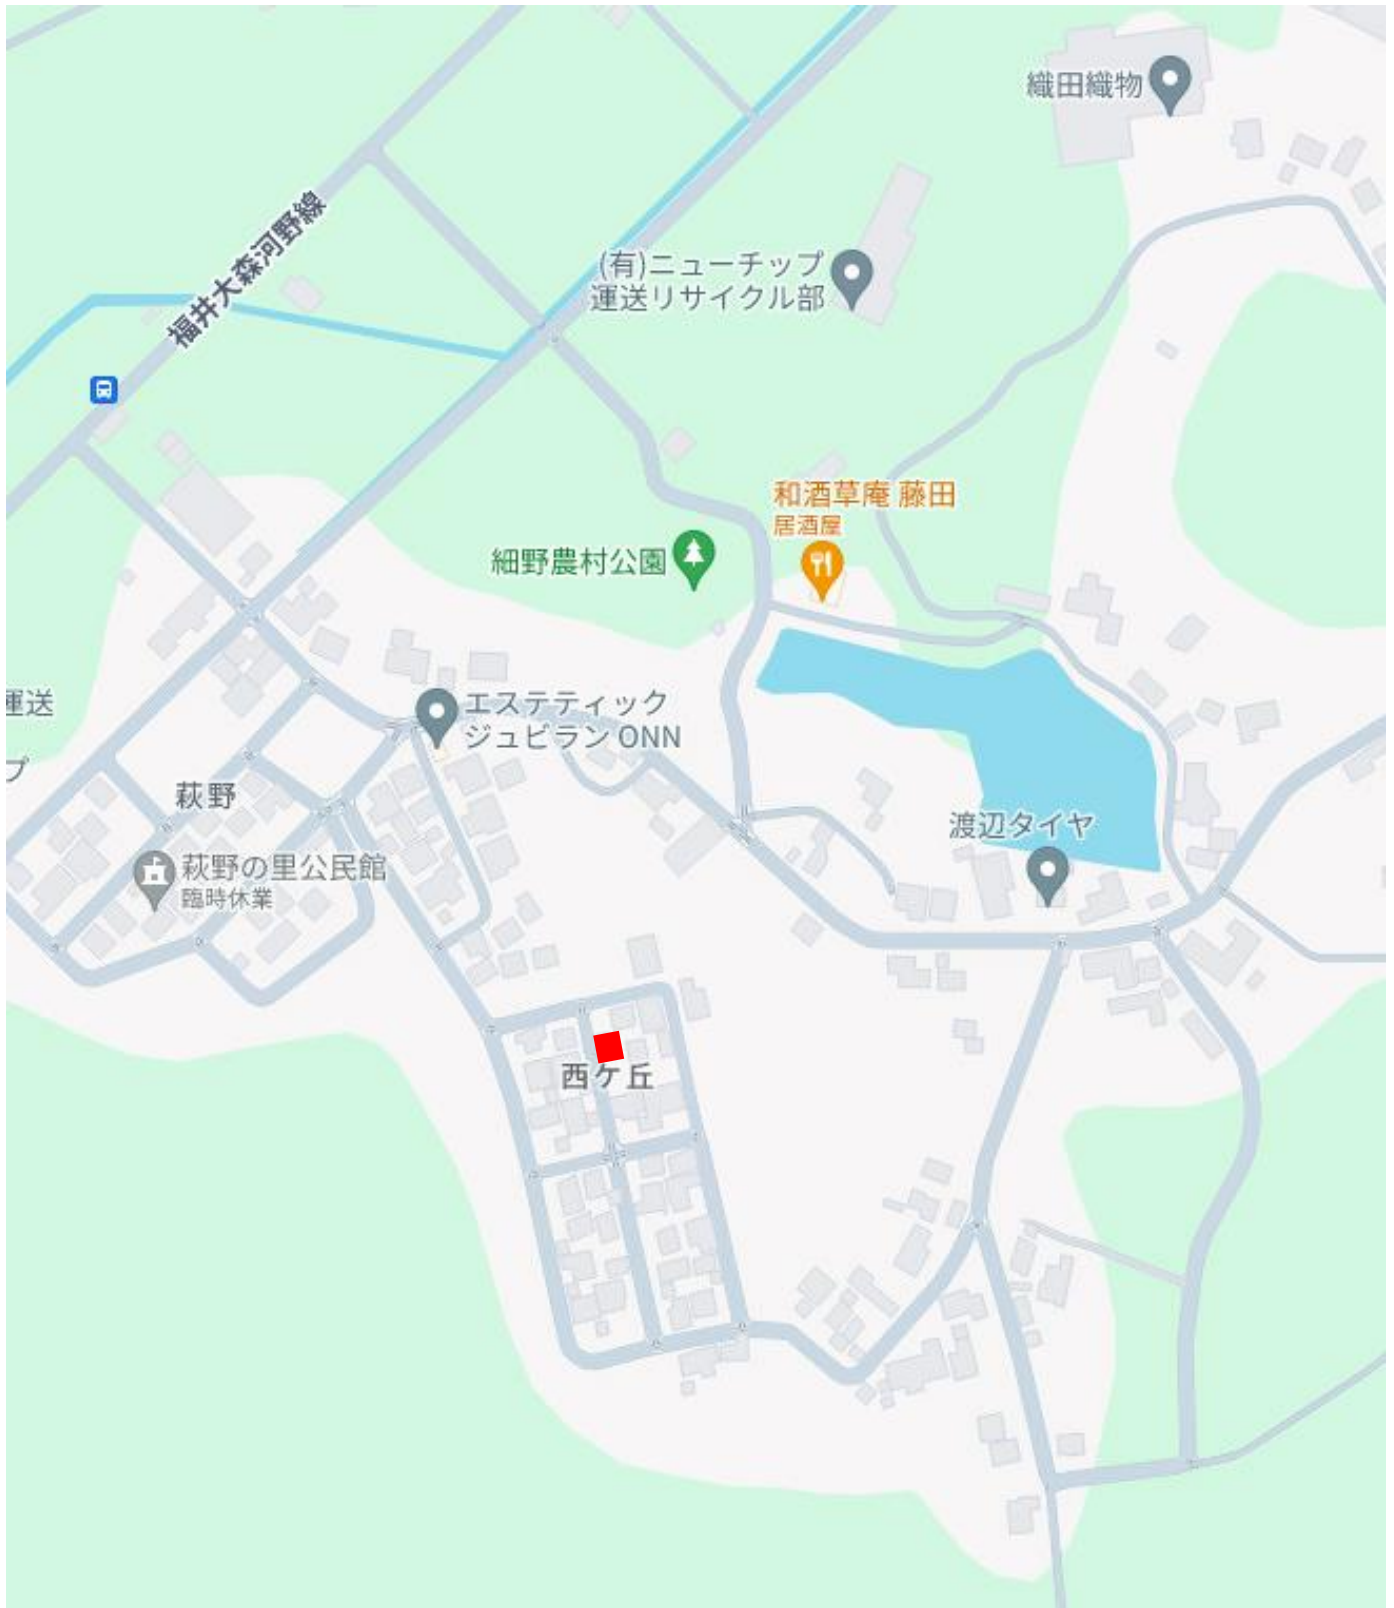 織田織物
福井大森河野線
(有)ニューチップ
運送リサイクル部
和酒草庵 藤田
居酒屋
細野農村公園
運送
プ
エステティック
ジュビラン ONN
萩野
渡辺タイヤ
萩野の里公民館
臨時休業
西ケ丘